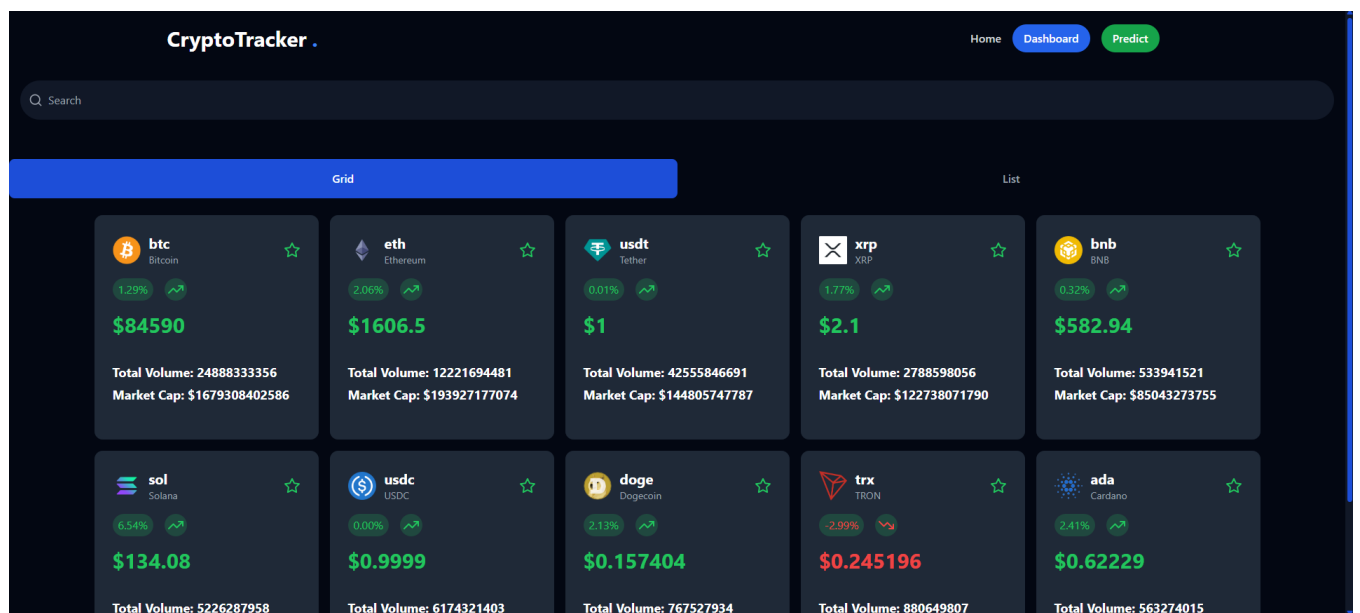 CryptoTracker .
Home Dashboard Predict
Search
Grid List
btc
Bitcoin
1.29%
$84590
Total Volume: 24888333356
Market Cap: $1679308402586
eth
Ethereum
2.06%
$1606.5
Total Volume: 12221694481
Market Cap: $193927177074
usdt
Tether
0.01%
$1
Total Volume: 42555846691
Market Cap: $144805747787
xrp
XRP
1.77%
$2.1
Total Volume: 2788598056
Market Cap: $122738071790
bnb
BNB
0.32%
$582.94
Total Volume: 533941521
Market Cap: $85043273755
sol
Solana
6.54%
$134.08
Total Volume: 5226287958
usdc
USDC
0.00%
$0.9999
Total Volume: 6174321403
doge
Dogecoin
2.13%
$0.157404
Total Volume: 767527934
trx
TRON
-2.99%
$0.245196
Total Volume: 880649807
ada
Cardano
2.41%
$0.62229
Total Volume: 563274015